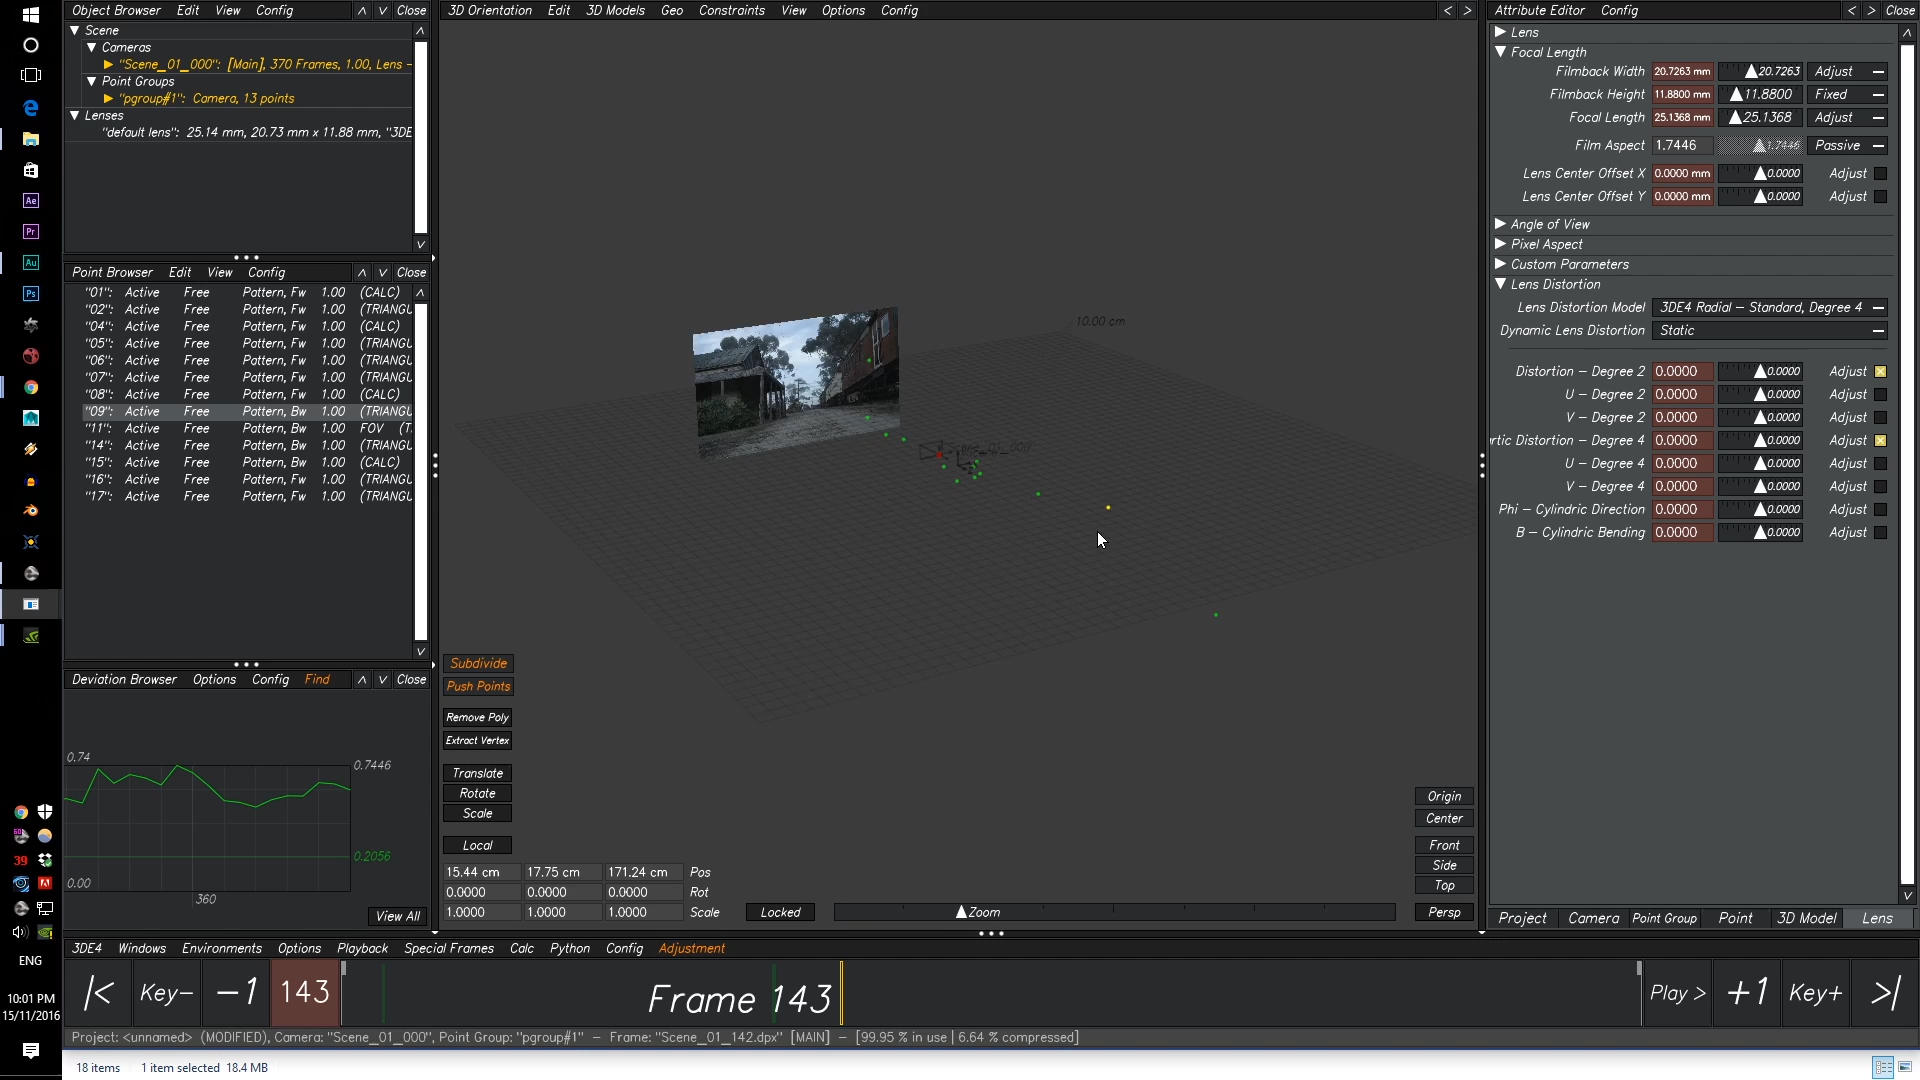 Object Browser Edit View Config Close
Scene
Cameras
"Scene_01_000": [Main], 370 Frames, 1.00, Lens -
Point Groups
"pgroup#1": Camera, 13 points
Lenses
"default lens": 25.14 mm, 20.73 mm x 11.88 mm, "3DE
Point Browser Edit View Config Close
"01": Active Free Pattern, Fw 1.00 (CALC)
"02": Active Free Pattern, Fw 1.00 (TRIANGU
"04": Active Free Pattern, Fw 1.00 (CALC)
"05": Active Free Pattern, Fw 1.00 (TRIANGU
"06": Active Free Pattern, Fw 1.00 (TRIANGU
"07": Active Free Pattern, Fw 1.00 (TRIANGU
"08": Active Free Pattern, Fw 1.00 (CALC)
"09": Active Free Pattern, Bw 1.00 (TRIANGU
"11": Active Free Pattern, Bw 1.00 FOV (T
"14": Active Free Pattern, Bw 1.00 (TRIANGU
"15": Active Free Pattern, Bw 1.00 (CALC)
"16": Active Free Pattern, Bw 1.00 (TRIANGU
"17": Active Free Pattern, Bw 1.00 (TRIANGU
Deviation Browser Options Config Find Close
0.74
0.7446
0.2056
0.00
360
View All
3D Orientation Edit 3D Models Geo Constraints View Options Config < >
10.00 cm
Scene_01_000
Subdivide
Push Points
Remove Poly
Extract Vertex
Translate
Rotate
Scale
Local
15.44 cm 17.75 cm 171.24 cm Pos
0.0000 0.0000 0.0000 Rot
1.0000 1.0000 1.0000 Scale
Locked
Zoom
Origin
Center
Front
Side
Top
Persp
Attribute Editor Config < > Close
Lens
Focal Length
Filmback Width 20.7263 mm 20.7263 Adjust
Filmback Height 11.8800 mm 11.8800 Fixed
Focal Length 25.1368 mm 25.1368 Adjust
Film Aspect 1.7446 1.7446 Passive
Lens Center Offset X 0.0000 mm 0.0000 Adjust
Lens Center Offset Y 0.0000 mm 0.0000 Adjust
Angle of View
Pixel Aspect
Custom Parameters
Lens Distortion
Lens Distortion Model 3DE4 Radial - Standard, Degree 4
Dynamic Lens Distortion Static
Distortion - Degree 2 0.0000 0.0000 Adjust
U - Degree 2 0.0000 0.0000 Adjust
V - Degree 2 0.0000 0.0000 Adjust
rtic Distortion - Degree 4 0.0000 0.0000 Adjust
U - Degree 4 0.0000 0.0000 Adjust
V - Degree 4 0.0000 0.0000 Adjust
Phi - Cylindric Direction 0.0000 0.0000 Adjust
B - Cylindric Bending 0.0000 0.0000 Adjust
Project Camera Point Group Point 3D Model Lens
3DE4 Windows Environments Options Playback Special Frames Calc Python Config Adjustment
|< Key- -1 143 Frame 143 Play > +1 Key+ >|
Project: <unnamed> (MODIFIED), Camera: "Scene_01_000", Point Group: "pgroup#1" - Frame: "Scene_01_142.dpx" [MAIN] - [99.95 % in use | 6.64 % compressed]
18 items 1 item selected 18.4 MB
Ae
Pr
Au
Ps
39
ENG
10:01 PM
15/11/2016